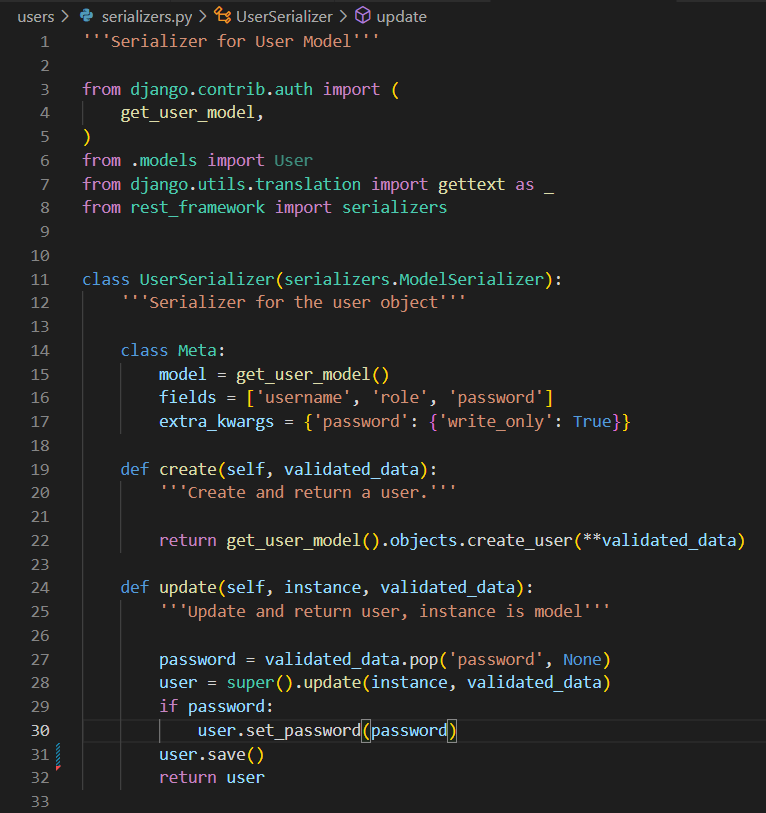 users > serializers.py > UserSerializer > update
1 '''Serializer for User Model'''
2
3 from django.contrib.auth import (
4     get_user_model,
5 )
6 from .models import User
7 from django.utils.translation import gettext as _
8 from rest_framework import serializers
9
10
11 class UserSerializer(serializers.ModelSerializer):
12     '''Serializer for the user object'''
13
14     class Meta:
15         model = get_user_model()
16         fields = ['username', 'role', 'password']
17         extra_kwargs = {'password': {'write_only': True}}
18
19     def create(self, validated_data):
20         '''Create and return a user.'''
21
22         return get_user_model().objects.create_user(**validated_data)
23
24     def update(self, instance, validated_data):
25         '''Update and return user, instance is model'''
26
27         password = validated_data.pop('password', None)
28         user = super().update(instance, validated_data)
29         if password:
30             user.set_password(password)
31         user.save()
32         return user
33